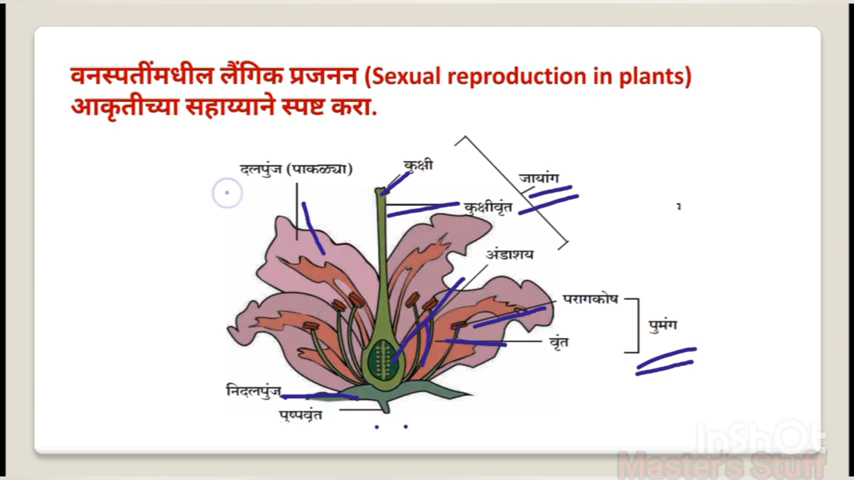 वनस्पतींमधील लैंगिक प्रजनन (Sexual reproduction in plants)
आकृतीच्या सहाय्याने स्पष्ट करा.
दलपुंज (पाकळ्या)
कुक्षी
जायांग
कुक्षीवृंत
अंडाशय
परागकोष
पुमंग
वृंत
निदलपुंज
पुष्पवृंत
InShOt
Master's Stuff